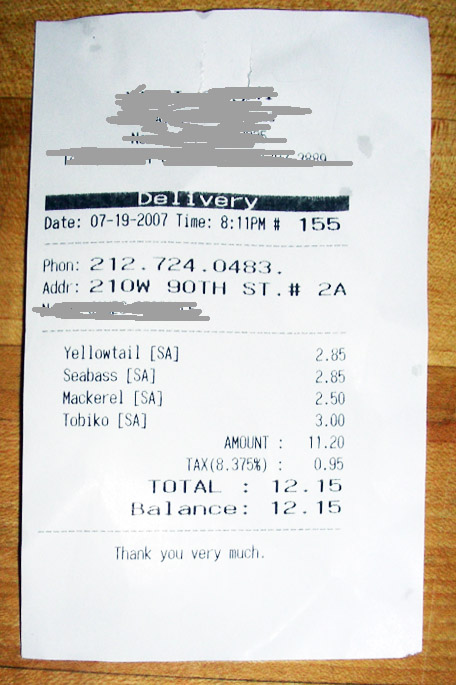 Delivery
Date: 07-19-2007 Time: 8:11PM # 155
Phon: 212.724.0483.
Addr: 210W 90TH ST.# 2A
Yellowtail [SA] 2.85
Seabass [SA] 2.85
Mackerel [SA] 2.50
Tobiko [SA] 3.00
AMOUNT : 11.20
TAX(8.375%) : 0.95
TOTAL : 12.15
Balance: 12.15
Thank you very much.